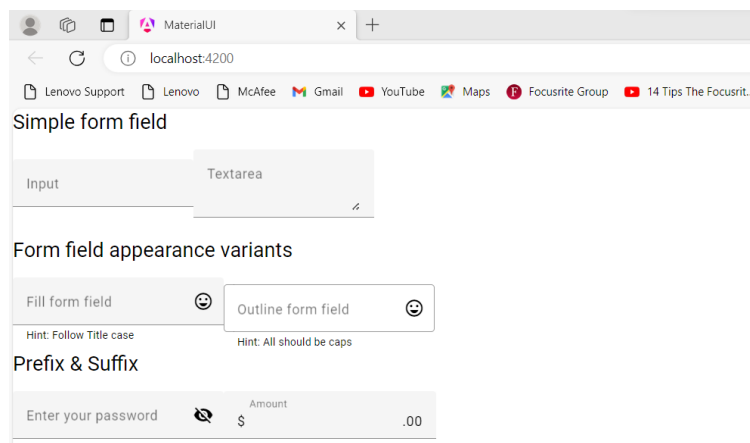 MaterialUI
localhost:4200
Lenovo Support Lenovo McAfee Gmail YouTube Maps Focusrite Group 14 Tips The Focusrit...
Simple form field
Input Textarea
Form field appearance variants
Fill form field Outline form field
Hint: Follow Title case Hint: All should be caps
Prefix & Suffix
Amount
Enter your password $ .00